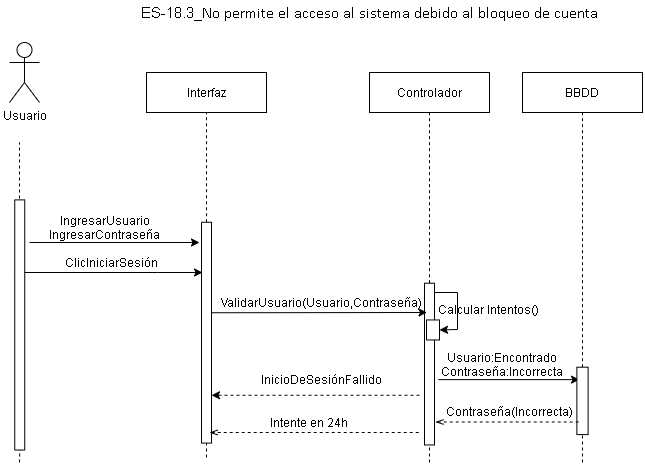 ES-18.3_No permite el acceso al sistema debido al bloqueo de cuenta
Usuario
Interfaz
Controlador
BBDD
IngresarUsuario
IngresarContraseña
ClicIniciarSesión
ValidarUsuario(Usuario,Contraseña)
Calcular Intentos()
Usuario:Encontrado
Contraseña:Incorrecta
InicioDeSesiónFallido
Contraseña(Incorrecta)
Intente en 24h